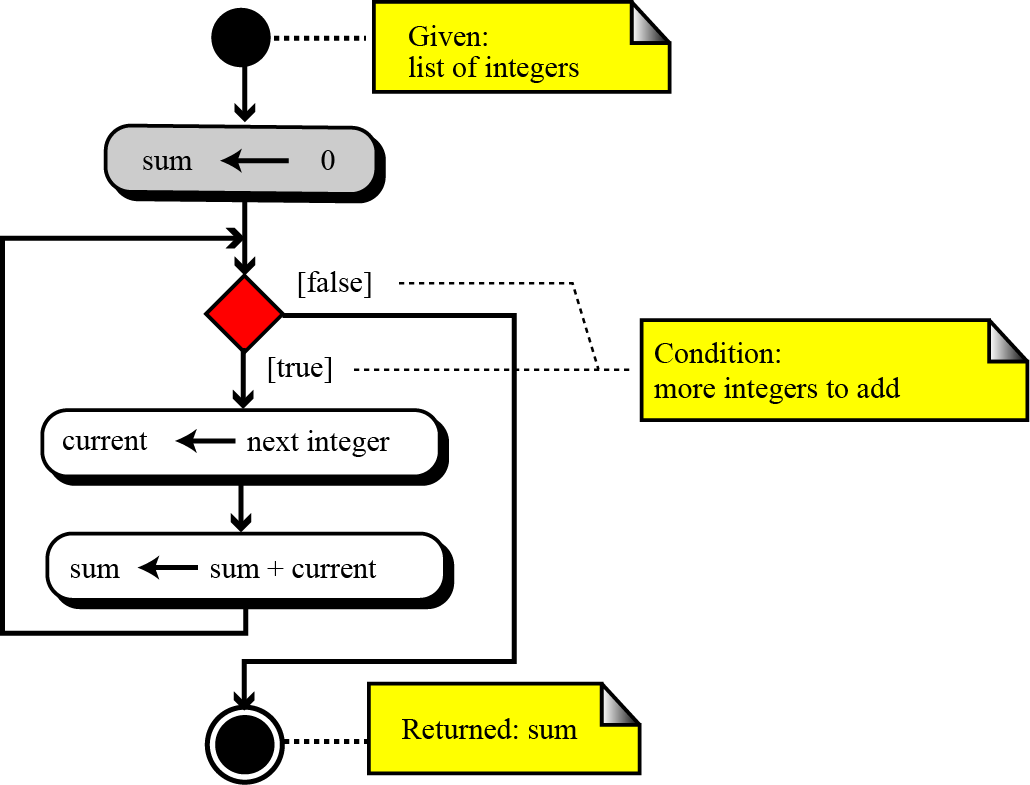 Given:
list of integers
sum ← 0
[false]
[true]
Condition:
more integers to add
current ← next integer
sum ← sum + current
Returned: sum